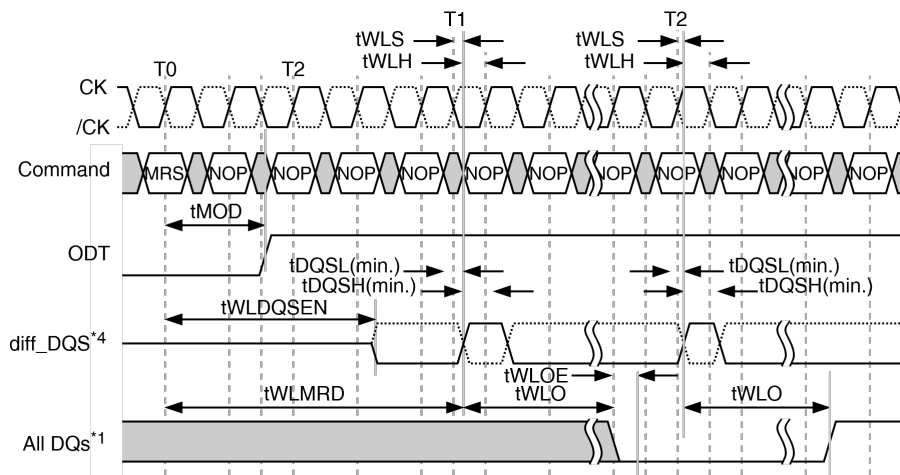 T1 T2
tWLS tWLS
tWLH tWLH
T0 T2
CK
/CK
Command MRS NOP NOP NOP NOP NOP NOP NOP NOP NOP NOP NOP
tMOD
ODT
tDQSL(min.) tDQSL(min.)
tDQSH(min.) tDQSH(min.)
tWLDQSEN
diff_DQS*4
tWLOE
tWLMRD tWLO tWLO
All DQs*1